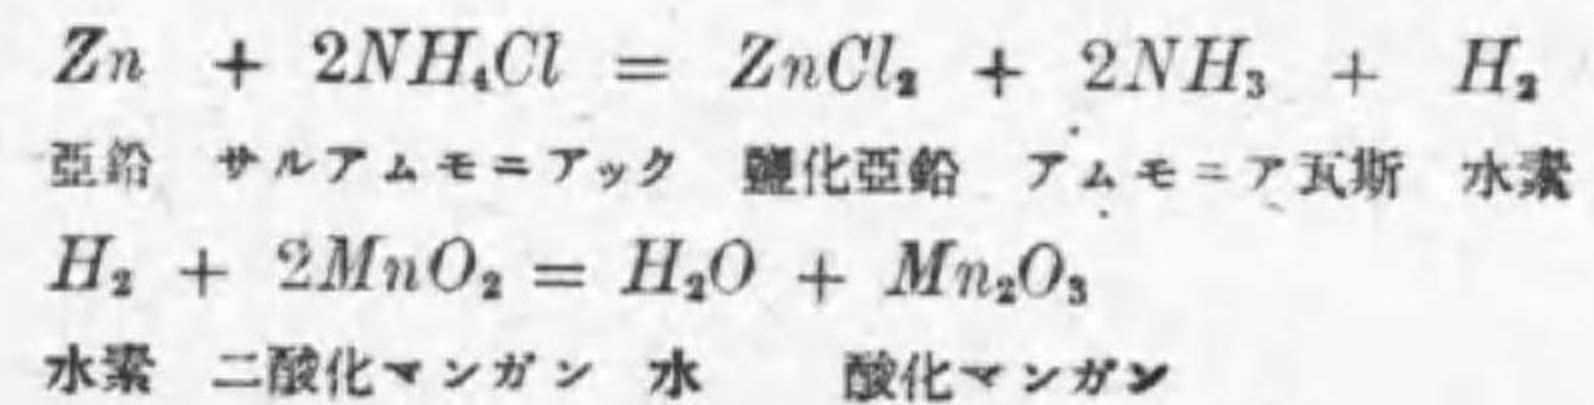 Zn + 2NH₄Cl = ZnCl₂ + 2NH₃ + H₂
亞鉛 サルアムモニアック 鹽化亞鉛 アムモニア瓦斯 水素
H₂ + 2MnO₂ = H₂O + Mn₂O₃
水素 二酸化マンガン 水 酸化マンガン